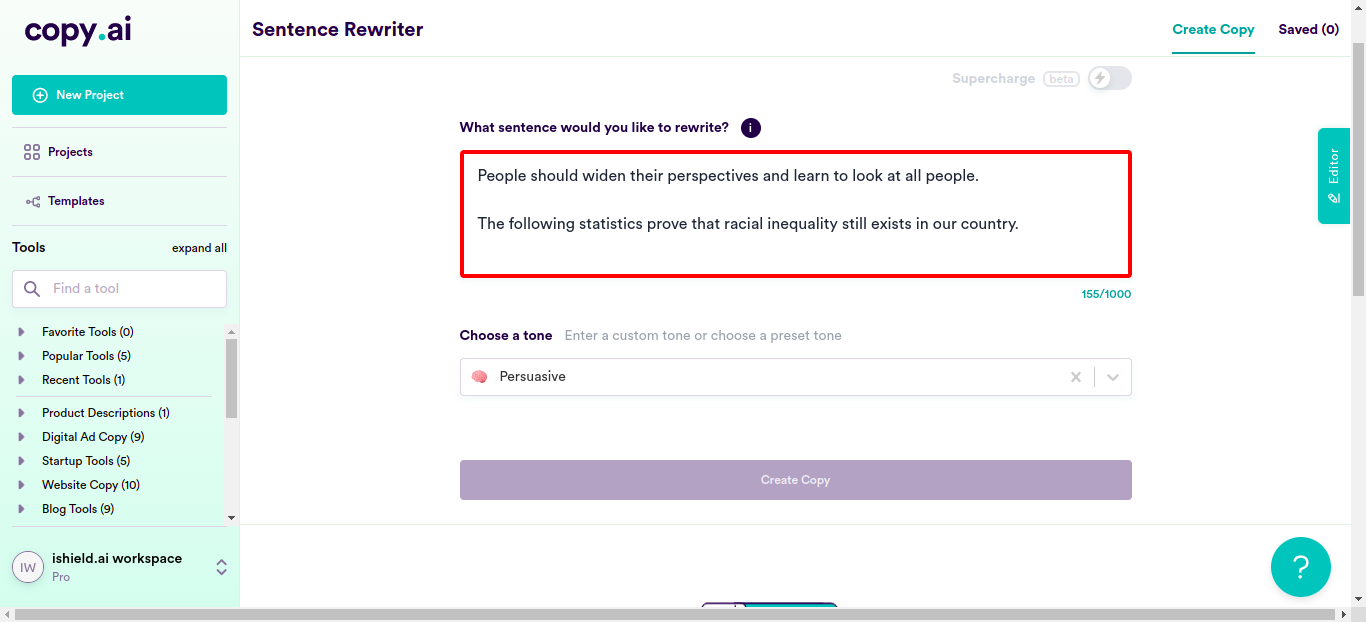 copy.ai
New Project
Projects
Templates
Tools
expand all
Find a tool
Favorite Tools (0)
Popular Tools (5)
Recent Tools (1)
Product Descriptions (1)
Digital Ad Copy (9)
Startup Tools (5)
Website Copy (10)
Blog Tools (9)
IW
ishield.ai workspace
Pro
Sentence Rewriter
Create Copy
Saved (0)
Supercharge beta
What sentence would you like to rewrite? i
People should widen their perspectives and learn to look at all people.
The following statistics prove that racial inequality still exists in our country.
155/1000
Choose a tone Enter a custom tone or choose a preset tone
Persuasive
Create Copy
Editor
?